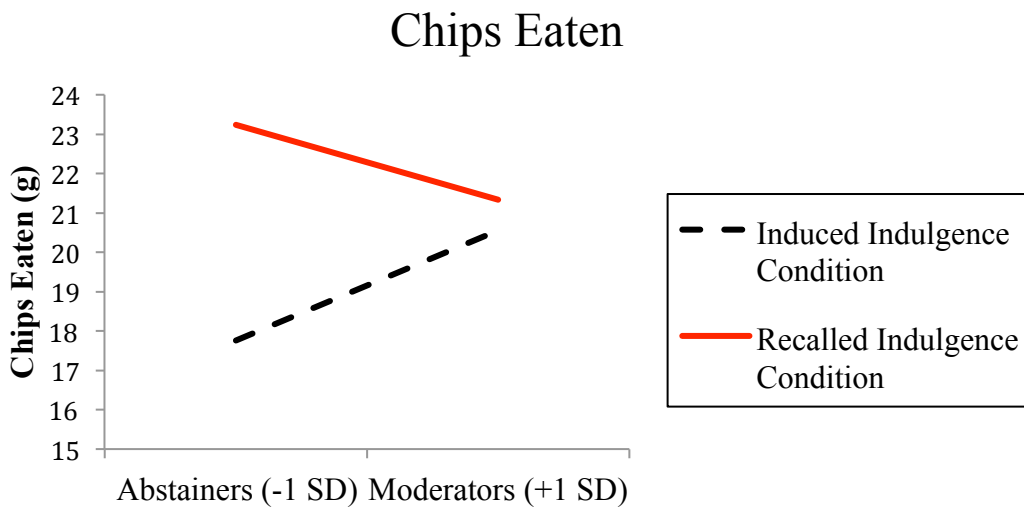 Chips Eaten
24
23
22
21
20
19
18
17
16
15
Chips Eaten (g)
Abstainers (-1 SD) Moderators (+1 SD)
Induced Indulgence
Condition
Recalled Indulgence
Condition